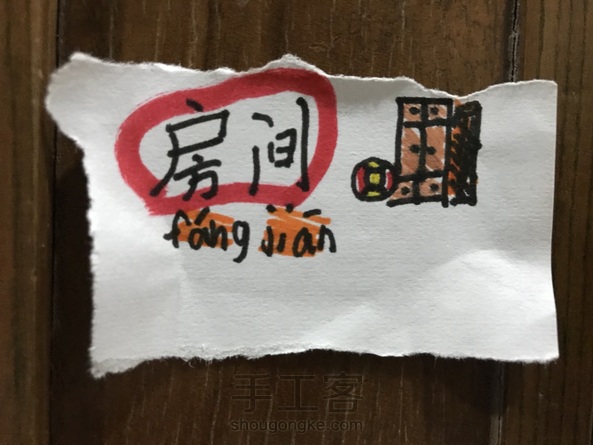 房间
fáng jiān
手工客
shougongke.com